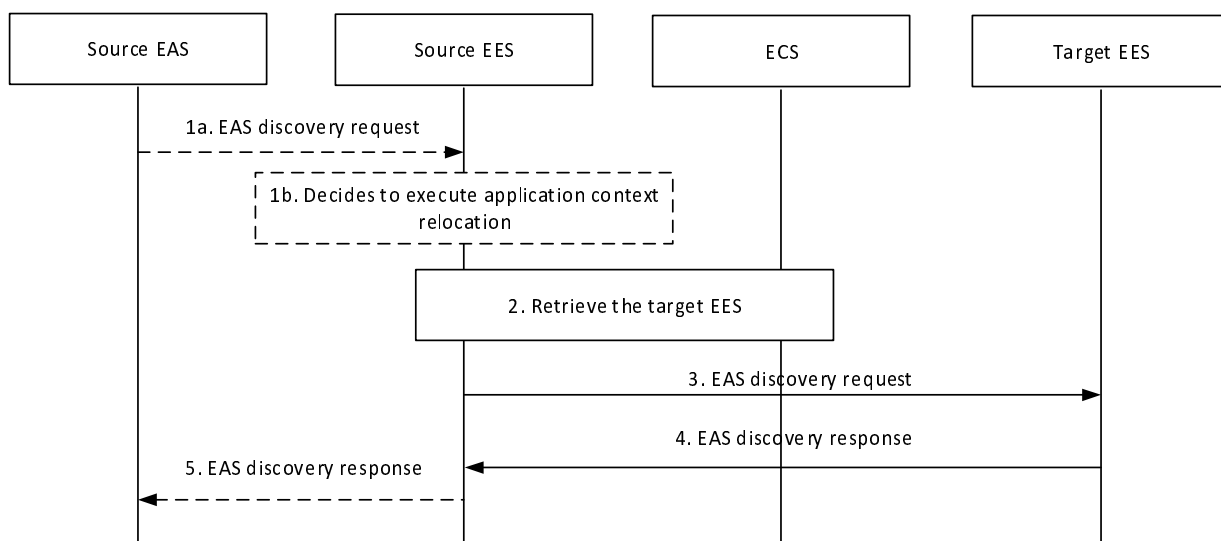 Source EAS
Source EES
ECS
Target EES
1a. EAS discovery request
1b. Decides to execute application context
relocation
2. Retrieve the target EES
3. EAS discovery request
4. EAS discovery response
5. EAS discovery response